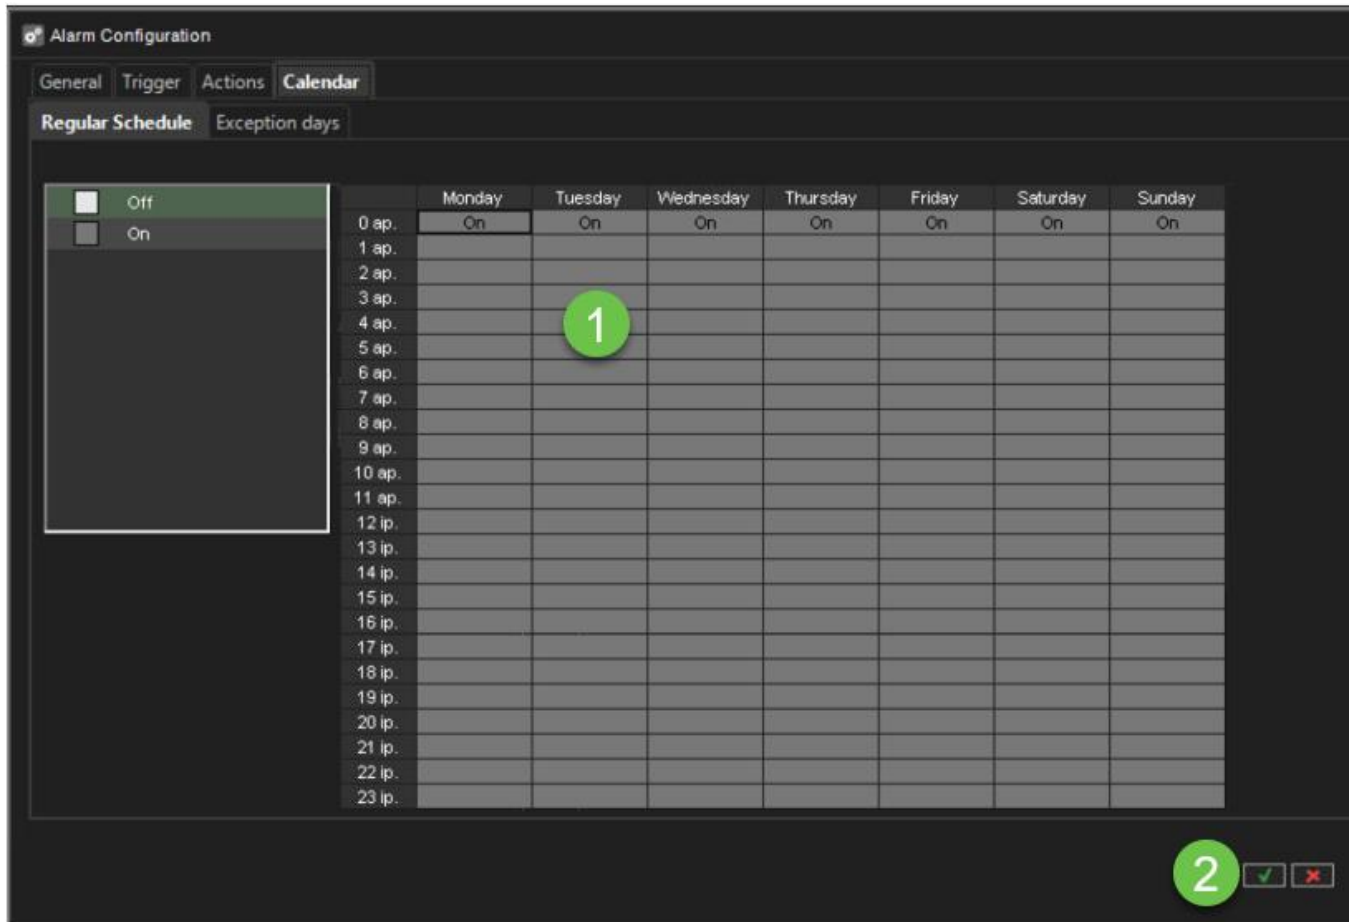 Alarm Configuration
General Trigger Actions Calendar
Regular Schedule Exception days
Off
On
Monday Tuesday Wednesday Thursday Friday Saturday Sunday
0 ap. On On On On On On On
1 ap.
2 ap.
3 ap.
4 ap.
5 ap.
6 ap.
7 ap.
8 ap.
9 ap.
10 ap.
11 ap.
12 ip.
13 ip.
14 ip.
15 ip.
16 ip.
17 ip.
18 ip.
19 ip.
20 ip.
21 ip.
22 ip.
23 ip.
1
2